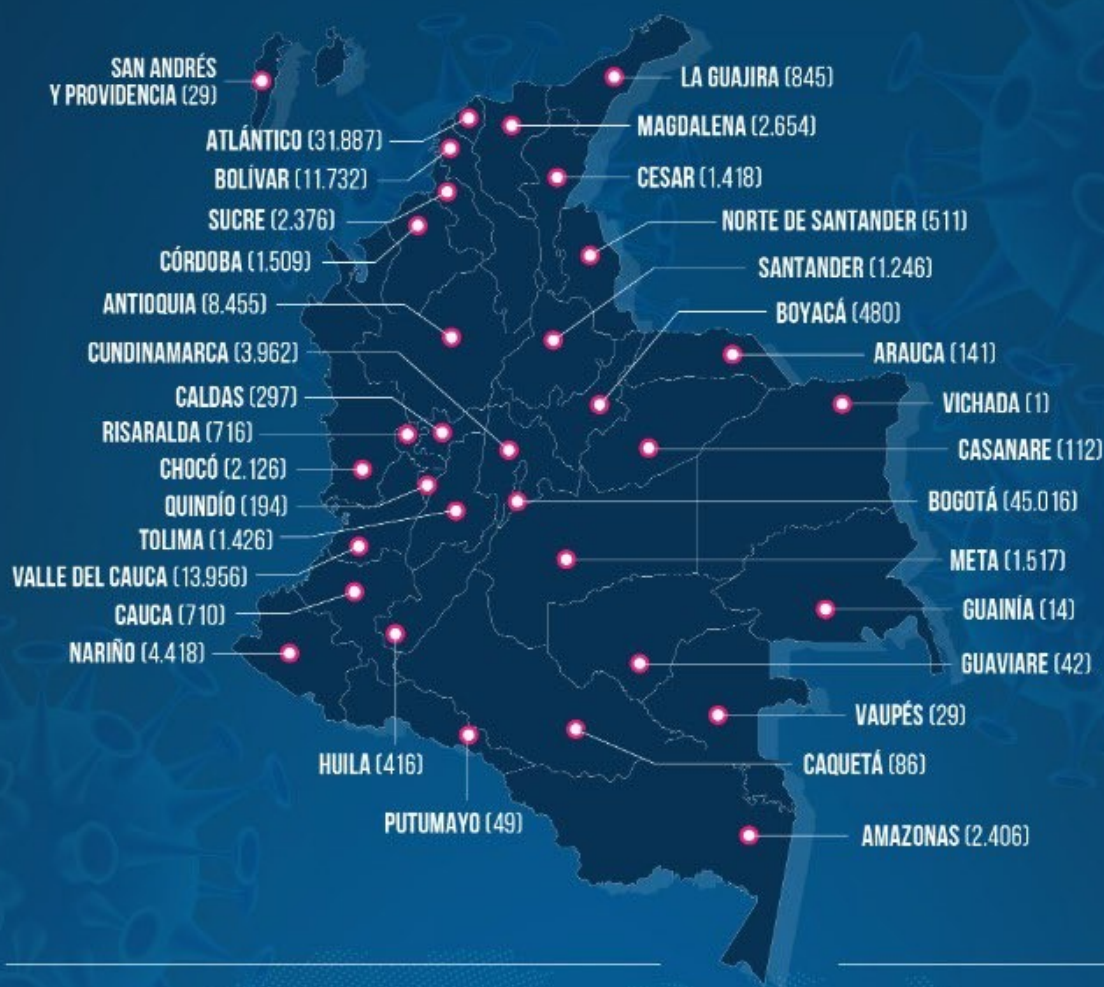 SAN ANDRÉS
Y PROVIDENCIA (29)
ATLÁNTICO (31.887)
BOLÍVAR (11.732)
SUCRE (2.376)
CÓRDOBA (1.509)
ANTIOQUIA (8.455)
CUNDINAMARCA (3.962)
CALDAS (297)
RISARALDA (716)
CHOCÓ (2.126)
QUINDÍO (194)
TOLIMA (1.426)
VALLE DEL CAUCA (13.956)
CAUCA (710)
NARIÑO (4.418)
HUILA (416)
PUTUMAYO (49)
LA GUAJIRA (845)
MAGDALENA (2.654)
CESAR (1.418)
NORTE DE SANTANDER (511)
SANTANDER (1.246)
BOYACÁ (480)
ARAUCA (141)
VICHADA (1)
CASANARE (112)
BOGOTÁ (45.016)
META (1.517)
GUAINÍA (14)
GUAVIARE (42)
VAUPÉS (29)
CAQUETÁ (86)
AMAZONAS (2.406)